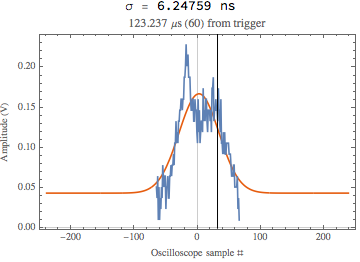 σ = 6.24759 ns
123.237 μs (60) from trigger
Amplitude (V)
0.20
0.15
0.10
0.05
0.00
-200 -100 0 100 200
Oscilloscope sample #